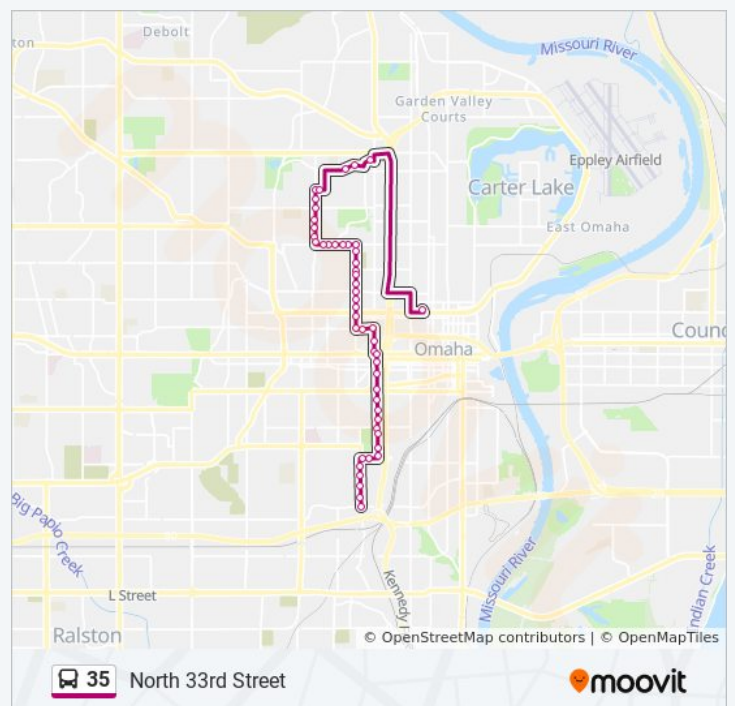 Debolt
ton
Missouri River
Garden Valley
Courts
Eppley Airfield
Carter Lake
East Omaha
Omaha
Counc
Big Paplo Creek
Missouri River
Kennedy F
L Street
Indian Creek
Ralston
© OpenStreetMap contributors | © OpenMapTiles
35 North 33rd Street
moovit